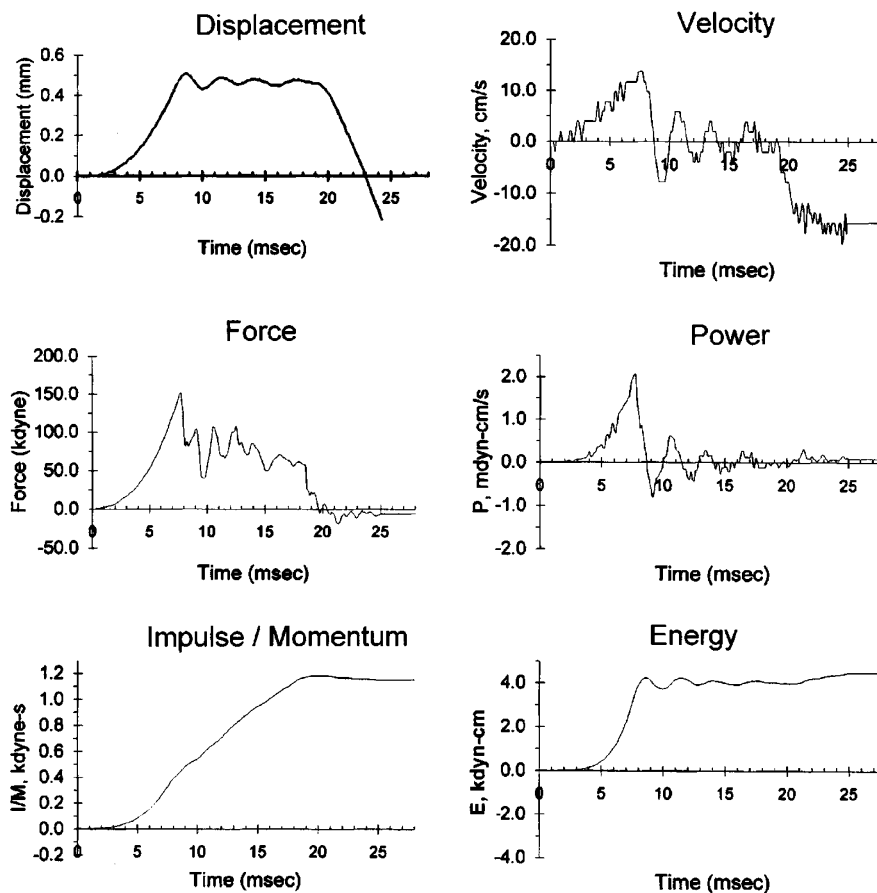 Displacement
Displacement (mm)
0.6
0.4
0.2
0.0
-0.2
0 5 10 15 20 25
Time (msec)
Velocity
Velocity, cm/s
20.0
10.0
0.0
-10.0
-20.0
0 5 10 15 20 25
Time (msec)
Force
Force (kdyne)
200.0
150.0
100.0
50.0
0.0
-50.0
0 5 10 15 20 25
Time (msec)
Power
P, mdyn-cm/s
2.0
1.0
0.0
-1.0
-2.0
0 5 10 15 20 25
Time (msec)
Impulse / Momentum
I/M, kdyne-s
1.2
1.0
0.8
0.6
0.4
0.2
0.0
-0.2
0 5 10 15 20 25
Time (msec)
Energy
E, kdyn-cm
4.0
2.0
0.0
-2.0
-4.0
0 5 10 15 20 25
Time (msec)